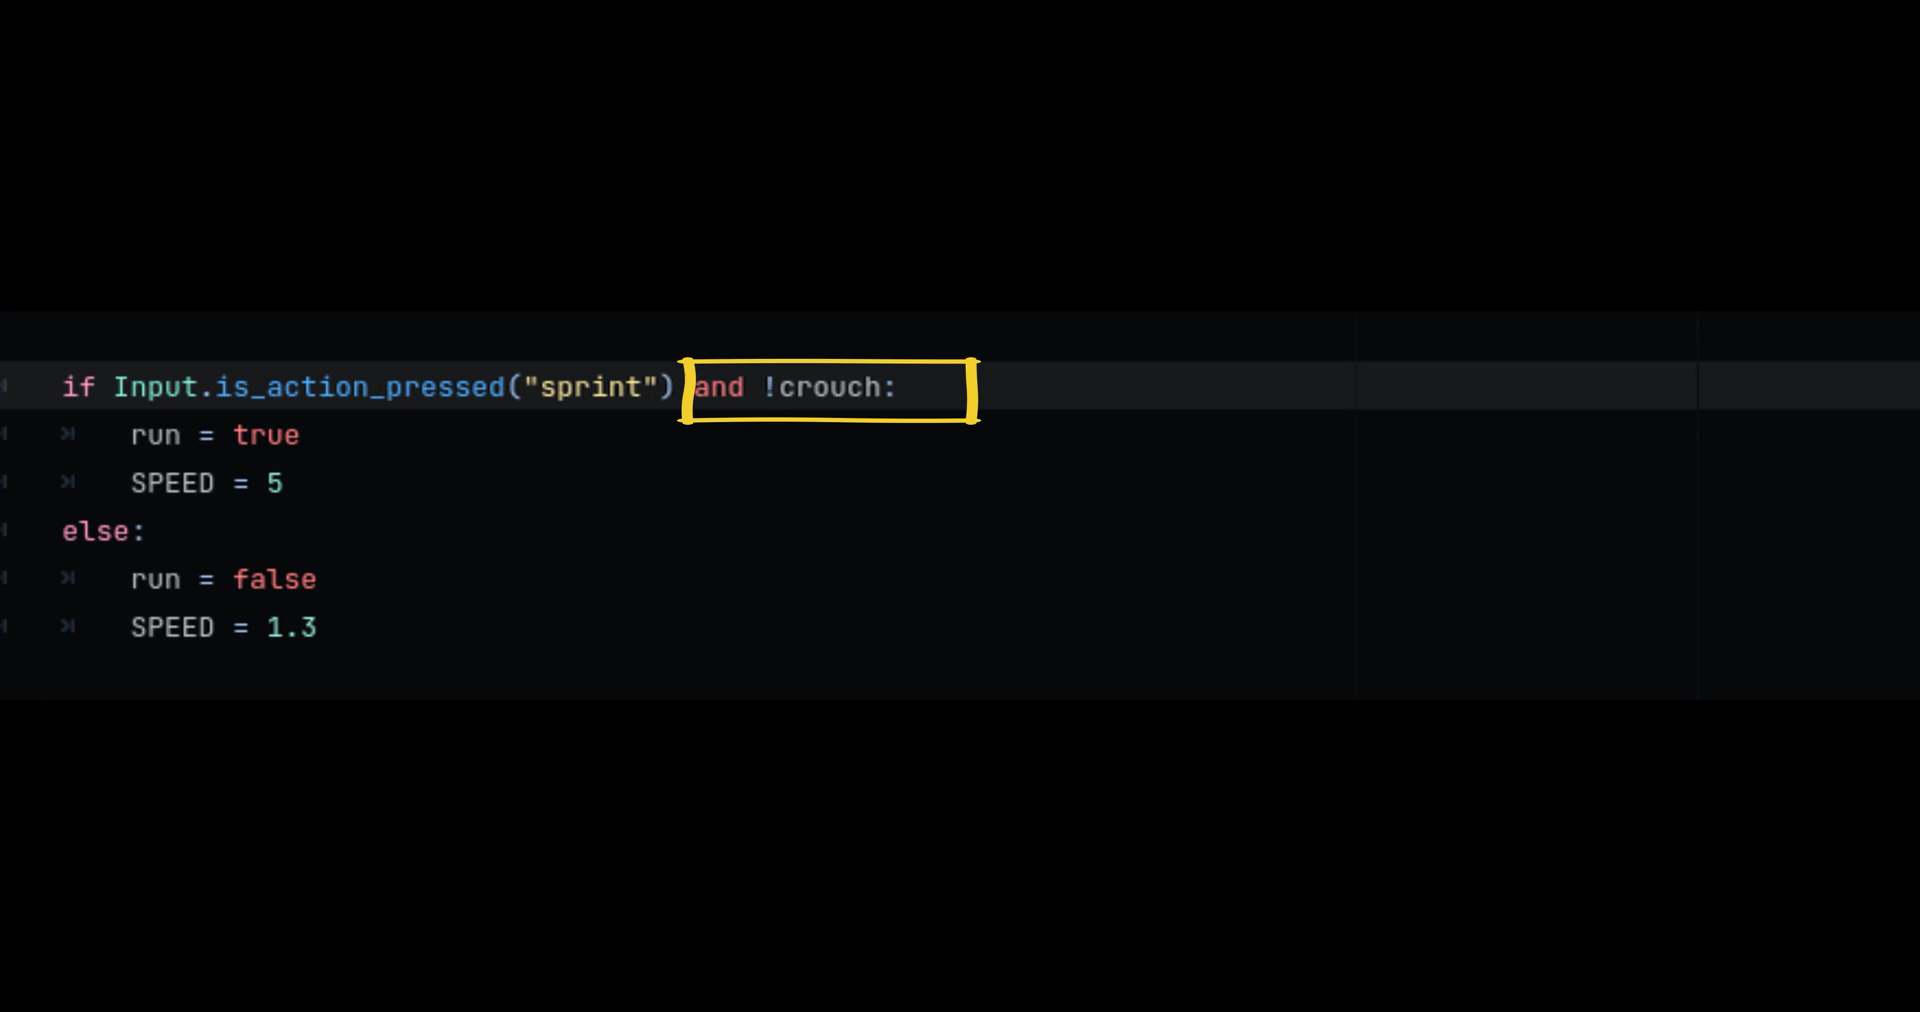 if Input.is_action_pressed("sprint") and !crouch:
run = true
SPEED = 5
else:
run = false
SPEED = 1.3